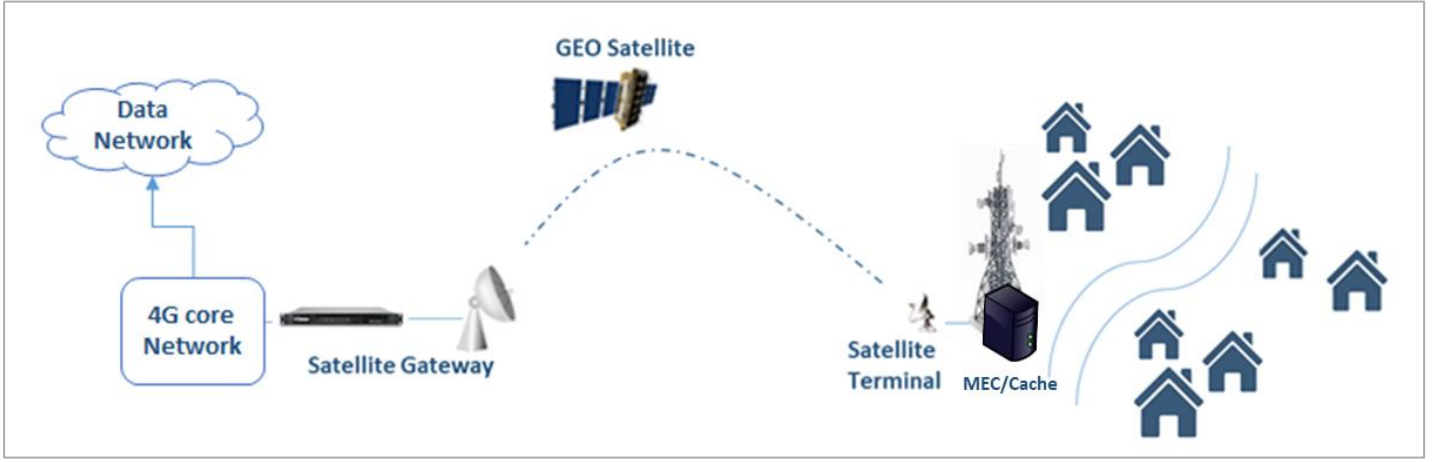 GEO Satellite
Data
Network
4G core
Network
Satellite Gateway
Satellite
Terminal
MEC/Cache